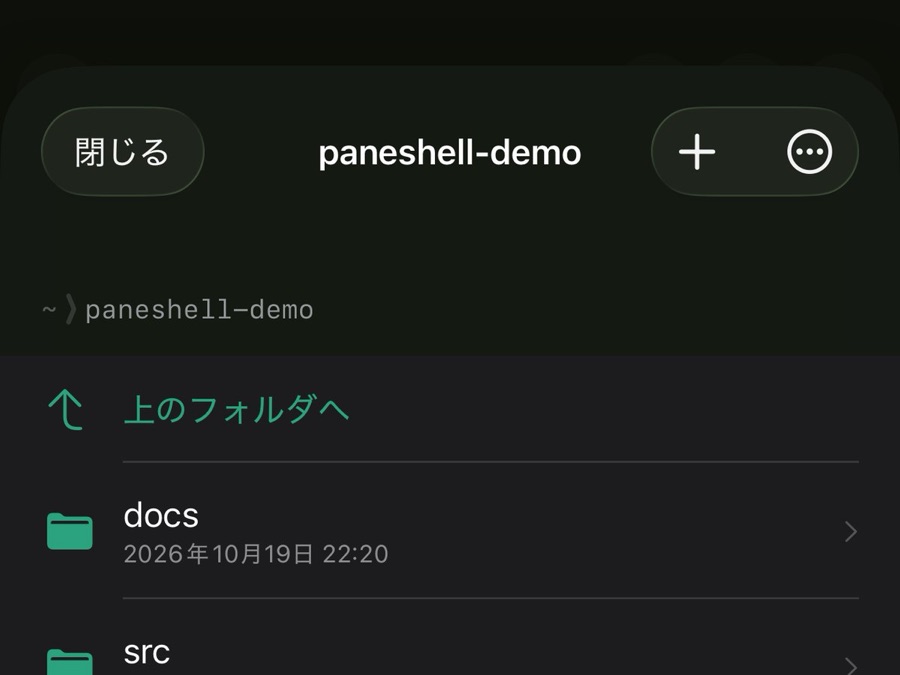 閉じる
paneshell-demo
~ 〉paneshell-demo
上のフォルダへ
docs
2026年10月19日 22:20
src